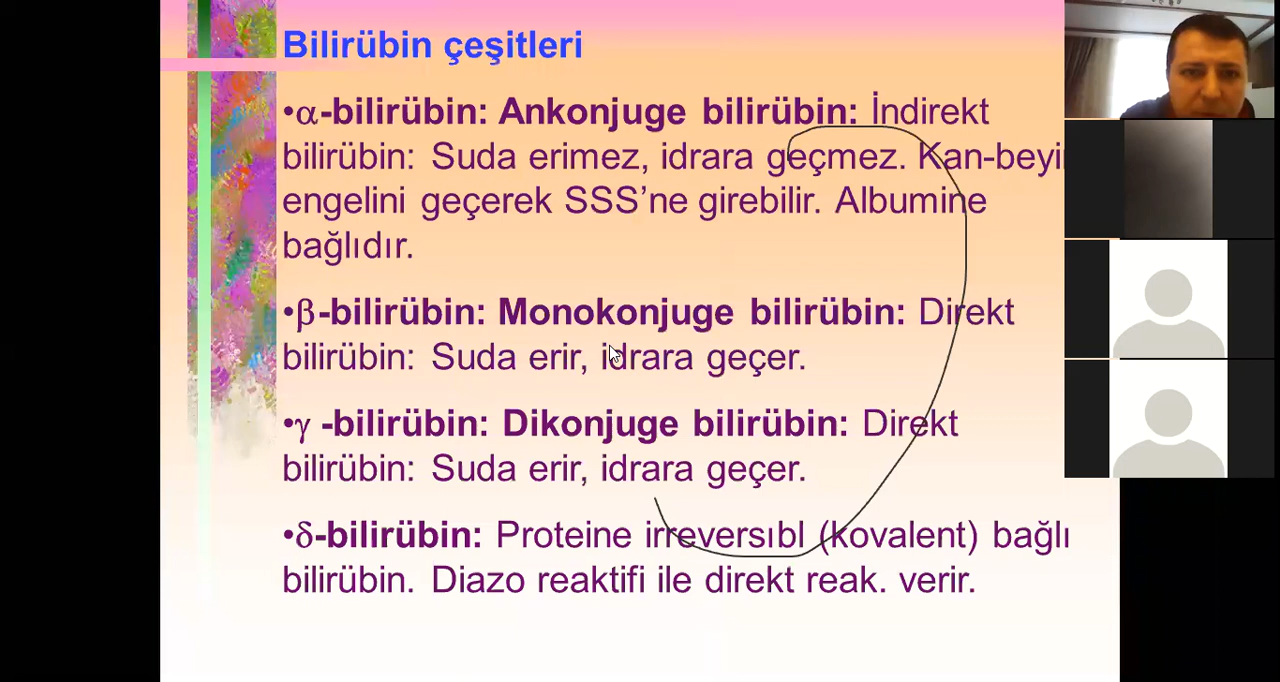 Bilirübin çeşitleri
•α-bilirübin: Ankonjuge bilirübin: İndirekt
bilirübin: Suda erimez, idrara geçmez. Kan-beyi
engelini geçerek SSS’ne girebilir. Albumine
bağlıdır.
•β-bilirübin: Monokonjuge bilirübin: Direkt
bilirübin: Suda erir, idrara geçer.
•γ -bilirübin: Dikonjuge bilirübin: Direkt
bilirübin: Suda erir, idrara geçer.
•δ-bilirübin: Proteine irreversıbl (kovalent) bağlı
bilirübin. Diazo reaktifi ile direkt reak. verir.